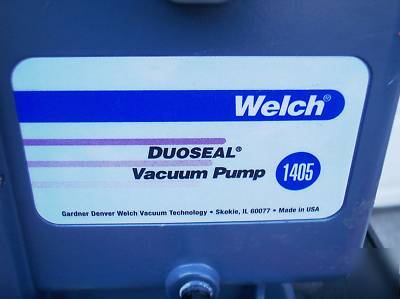 Welch®
DUOSEAL®
Vacuum Pump 1405
Gardner Denver Welch Vacuum Technology • Skokie, IL 60077 • Made in USA